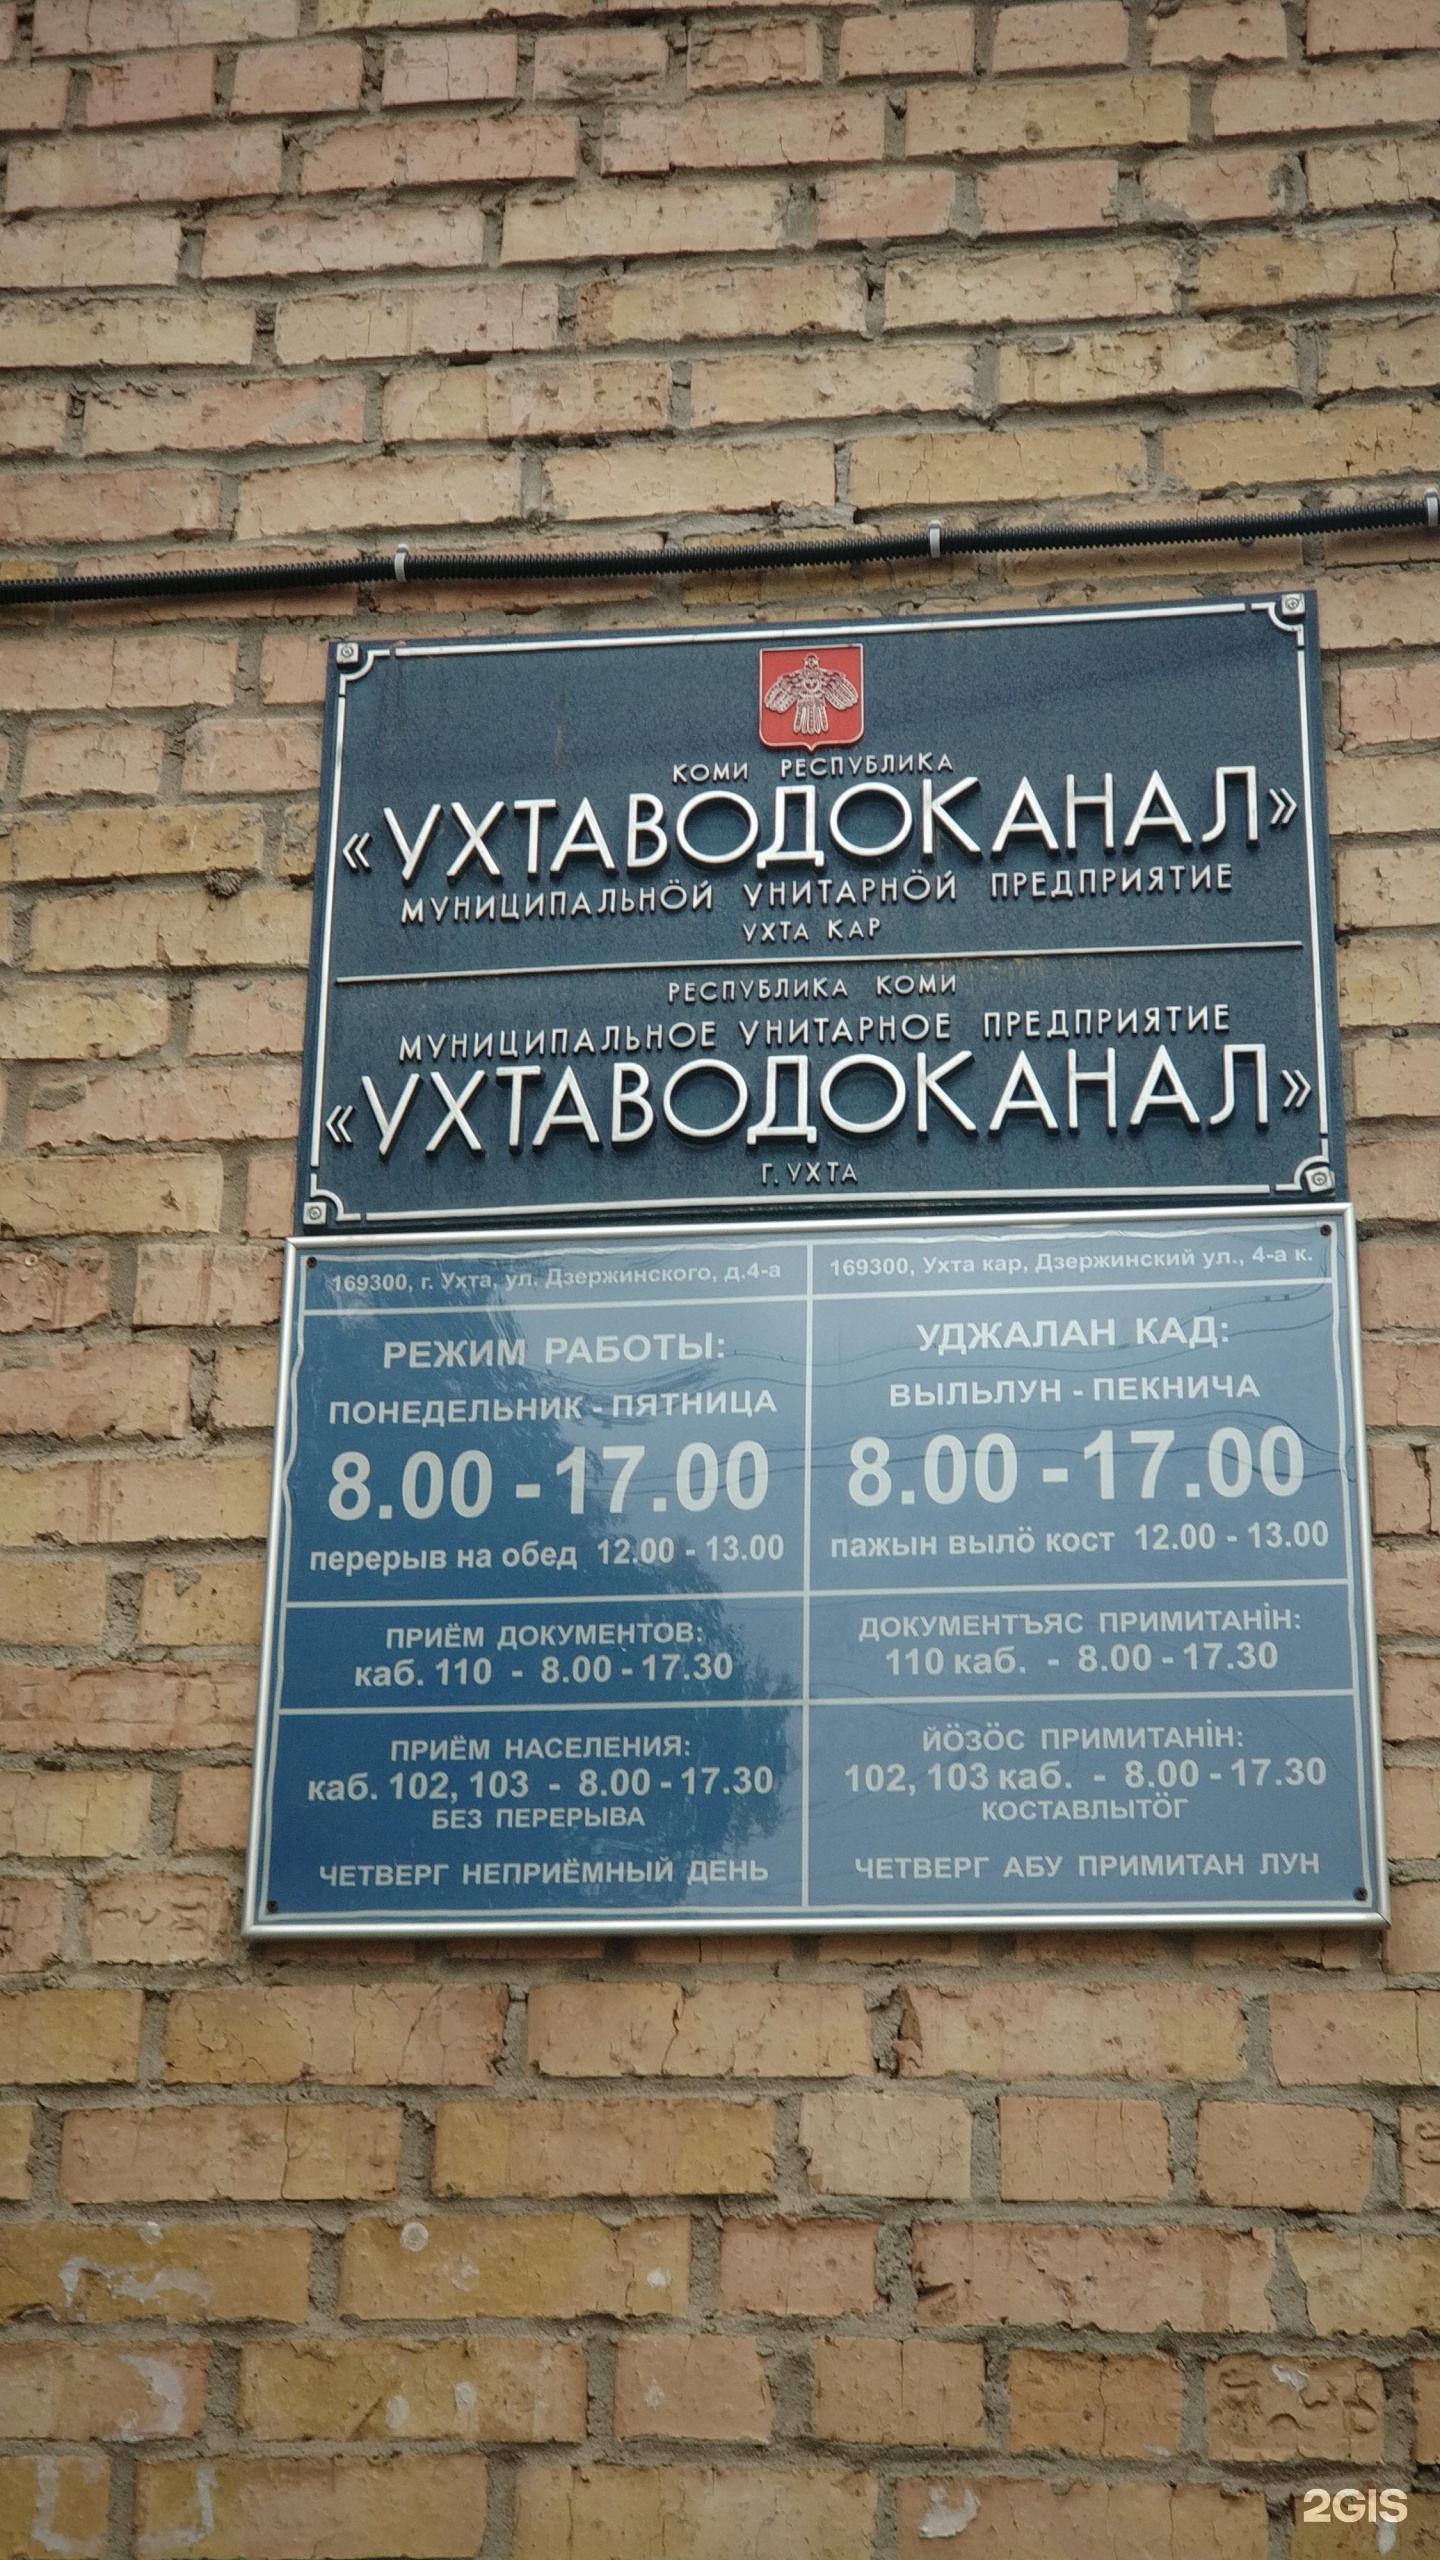 КОМИ РЕСПУБЛИКА
«УХТАВОДОКАНАЛ»
МУНИЦИПАЛЬНӦЙ УНИТАРНӦЙ ПРЕДПРИЯТИЕ
УХТА КАР
РЕСПУБЛИКА КОМИ
МУНИЦИПАЛЬНОЕ УНИТАРНОЕ ПРЕДПРИЯТИЕ
«УХТАВОДОКАНАЛ»
Г. УХТА
169300, г. Ухта, ул. Дзержинского, д.4-а
РЕЖИМ РАБОТЫ:
ПОНЕДЕЛЬНИК - ПЯТНИЦА
8.00 - 17.00
перерыв на обед 12.00 - 13.00
ПРИЁМ ДОКУМЕНТОВ:
каб. 110 - 8.00 - 17.30
ПРИЁМ НАСЕЛЕНИЯ:
каб. 102, 103 - 8.00 - 17.30
БЕЗ ПЕРЕРЫВА
ЧЕТВЕРГ НЕПРИЁМНЫЙ ДЕНЬ
169300, Ухта кар, Дзержинский ул., 4-а к.
УДЖАЛАН КАД:
ВЫЛЬЛУН - ПЕКНИЧА
8.00 - 17.00
пажын вылӧ кост 12.00 - 13.00
ДОКУМЕНТЪЯС ПРИМИТАНiН:
110 каб. - 8.00 - 17.30
ЙӦЗӦС ПРИМИТАНiН:
102, 103 каб. - 8.00 - 17.30
КОСТАВЛЫТӦГ
ЧЕТВЕРГ АБУ ПРИМИТАН ЛУН
2GIS